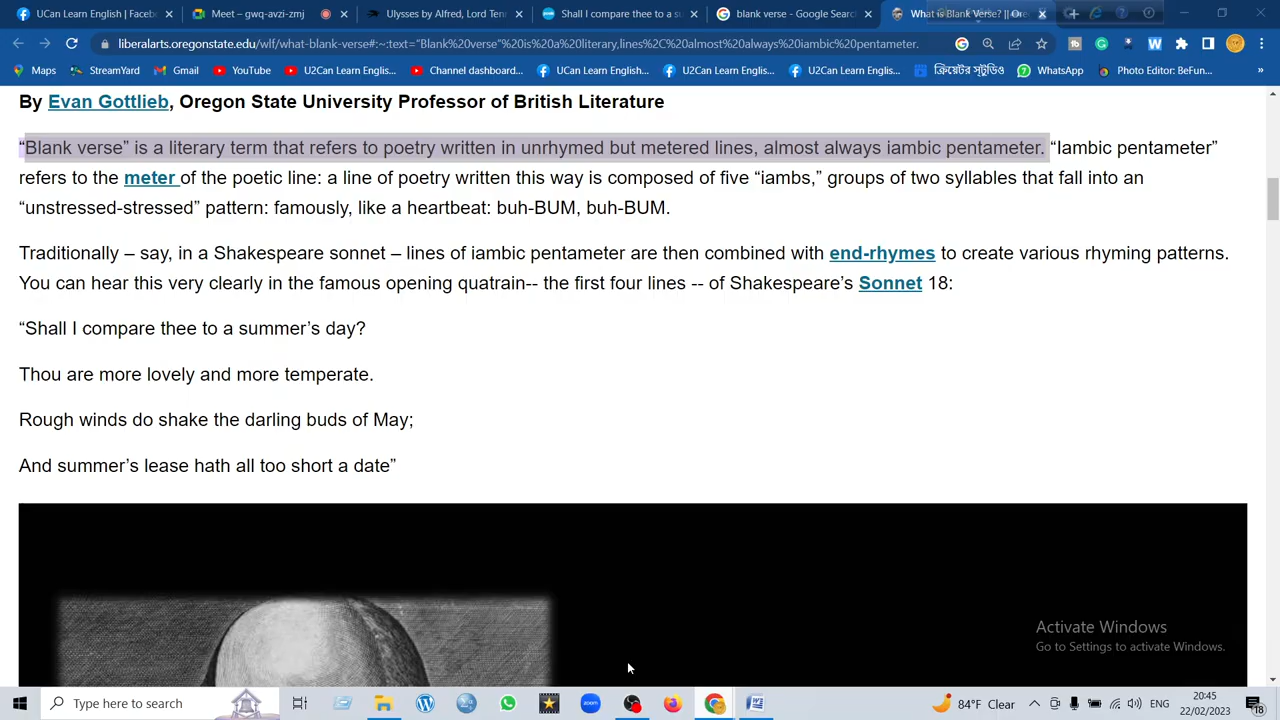 UCan Learn English | Facebo
Meet – gwq-avzi-zmj
Ulysses by Alfred, Lord Tenn
Shall I compare thee to a su
blank verse - Google Search
What is Blank Verse? || Ore
liberalarts.oregonstate.edu/wlf/what-blank-verse#:~:text="Blank%20verse"%20is%20a%20literary,lines%2C%20almost%20always%20iambic%20pentameter.
Maps StreamYard Gmail YouTube U2Can Learn Englis... Channel dashboard... UCan Learn English... U2Can Learn Englis... U2Can Learn Englis... ক্রিয়েটর স্টুডিও WhatsApp Photo Editor: BeFun... »
By Evan Gottlieb, Oregon State University Professor of British Literature
“Blank verse” is a literary term that refers to poetry written in unrhymed but metered lines, almost always iambic pentameter. “Iambic pentameter”
refers to the meter of the poetic line: a line of poetry written this way is composed of five “iambs,” groups of two syllables that fall into an
“unstressed-stressed” pattern: famously, like a heartbeat: buh-BUM, buh-BUM.
Traditionally – say, in a Shakespeare sonnet – lines of iambic pentameter are then combined with end-rhymes to create various rhyming patterns.
You can hear this very clearly in the famous opening quatrain-- the first four lines -- of Shakespeare’s Sonnet 18:
“Shall I compare thee to a summer’s day?
Thou are more lovely and more temperate.
Rough winds do shake the darling buds of May;
And summer’s lease hath all too short a date”
Activate Windows
Go to Settings to activate Windows.
Type here to search
84°F Clear
ENG
20:45
22/02/2023
18